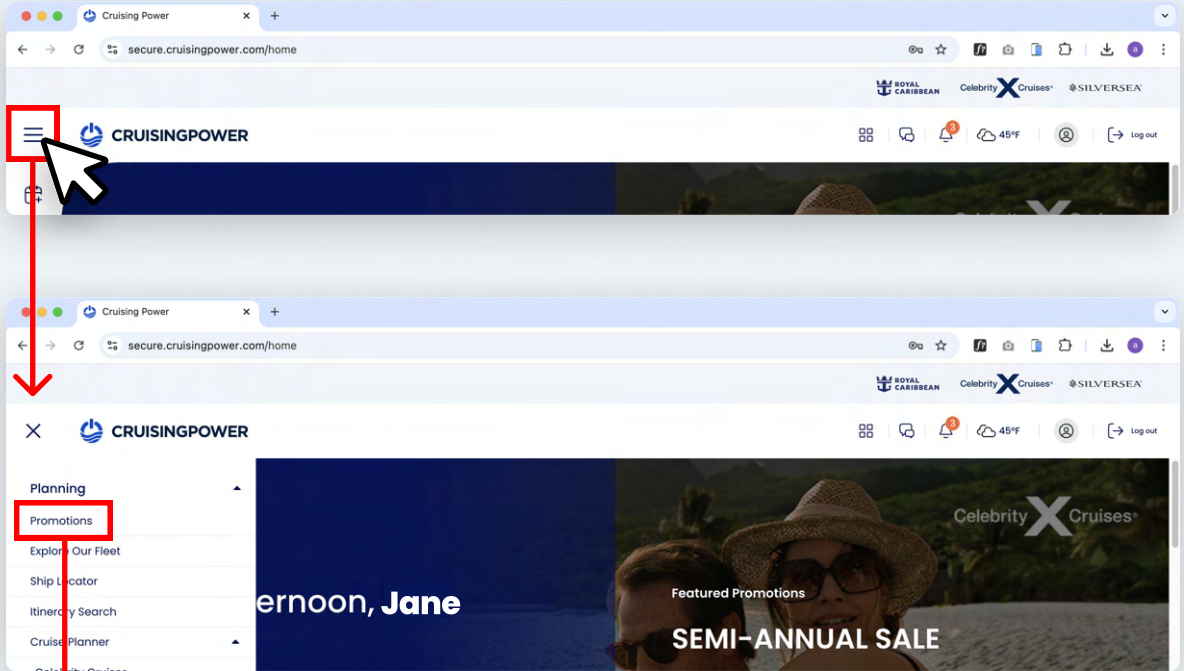 Cruising Power
secure.cruisingpower.com/home
f?
ROYAL CARIBBEAN Celebrity X Cruises® SILVERSEA
CRUISINGPOWER
3
45°F
Log out
Cruising Power
secure.cruisingpower.com/home
f?
ROYAL CARIBBEAN Celebrity X Cruises® SILVERSEA
CRUISINGPOWER
3
45°F
Log out
Planning
Promotions
Explore Our Fleet
Ship Locator
Itinerary Search
Cruise Planner
Celebrity Cruises
ernoon, Jane
Celebrity X Cruises®
Featured Promotions
SEMI-ANNUAL SALE